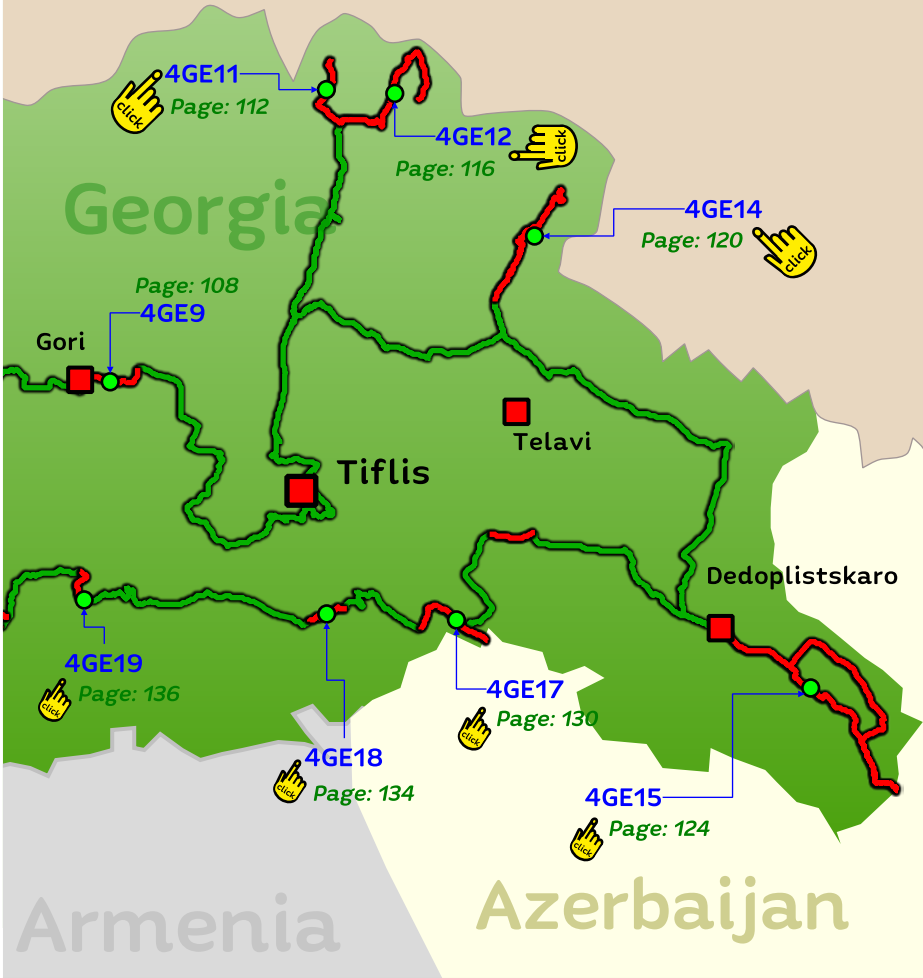 4GE11
Page: 112
click
4GE12
click
Page: 116
Georgia
4GE14
Page: 120
click
Page: 108
4GE9
Gori
Telavi
Tiflis
Dedoplistskaro
4GE19
Page: 136
click
4GE17
Page: 130
click
4GE18
Page: 134
click
4GE15
Page: 124
click
Azerbaijan
Armenia